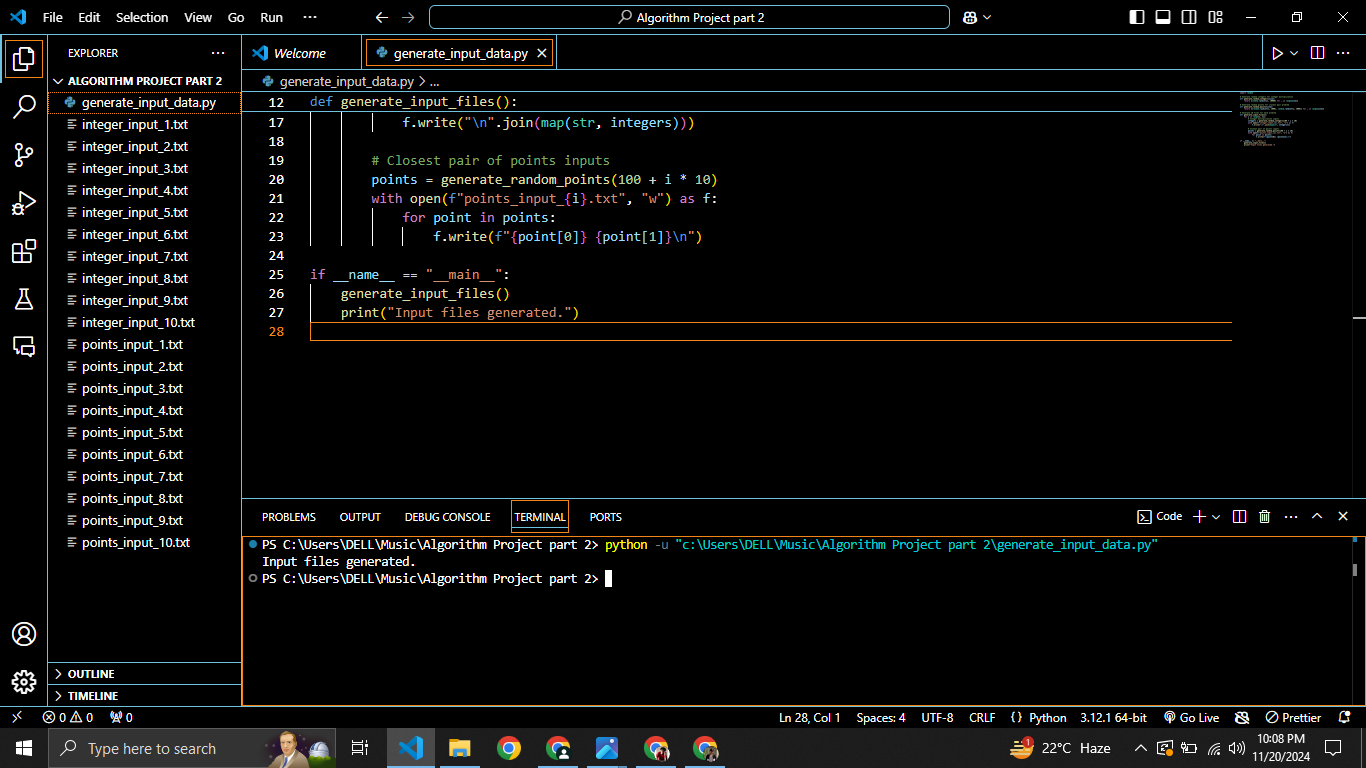 File Edit Selection View Go Run ··· Algorithm Project part 2
EXPLORER ···
ALGORITHM PROJECT PART 2
generate_input_data.py
integer_input_1.txt
integer_input_2.txt
integer_input_3.txt
integer_input_4.txt
integer_input_5.txt
integer_input_6.txt
integer_input_7.txt
integer_input_8.txt
integer_input_9.txt
integer_input_10.txt
points_input_1.txt
points_input_2.txt
points_input_3.txt
points_input_4.txt
points_input_5.txt
points_input_6.txt
points_input_7.txt
points_input_8.txt
points_input_9.txt
points_input_10.txt
OUTLINE
TIMELINE
Welcome generate_input_data.py
generate_input_data.py > ...
12 def generate_input_files():
17 f.write("\n".join(map(str, integers)))
18
19 # Closest pair of points inputs
20 points = generate_random_points(100 + i * 10)
21 with open(f"points_input_{i}.txt", "w") as f:
22 for point in points:
23 f.write(f"{point[0]} {point[1]}\n")
24
25 if __name__ == "__main__":
26 generate_input_files()
27 print("Input files generated.")
28
PROBLEMS OUTPUT DEBUG CONSOLE TERMINAL PORTS Code
PS C:\Users\DELL\Music\Algorithm Project part 2> python -u "c:\Users\DELL\Music\Algorithm Project part 2\generate_input_data.py"
Input files generated.
PS C:\Users\DELL\Music\Algorithm Project part 2>
0 0 0 Ln 28, Col 1 Spaces: 4 UTF-8 CRLF {} Python 3.12.1 64-bit Go Live Prettier
Type here to search 1 22°C Haze 10:08 PM
11/20/2024